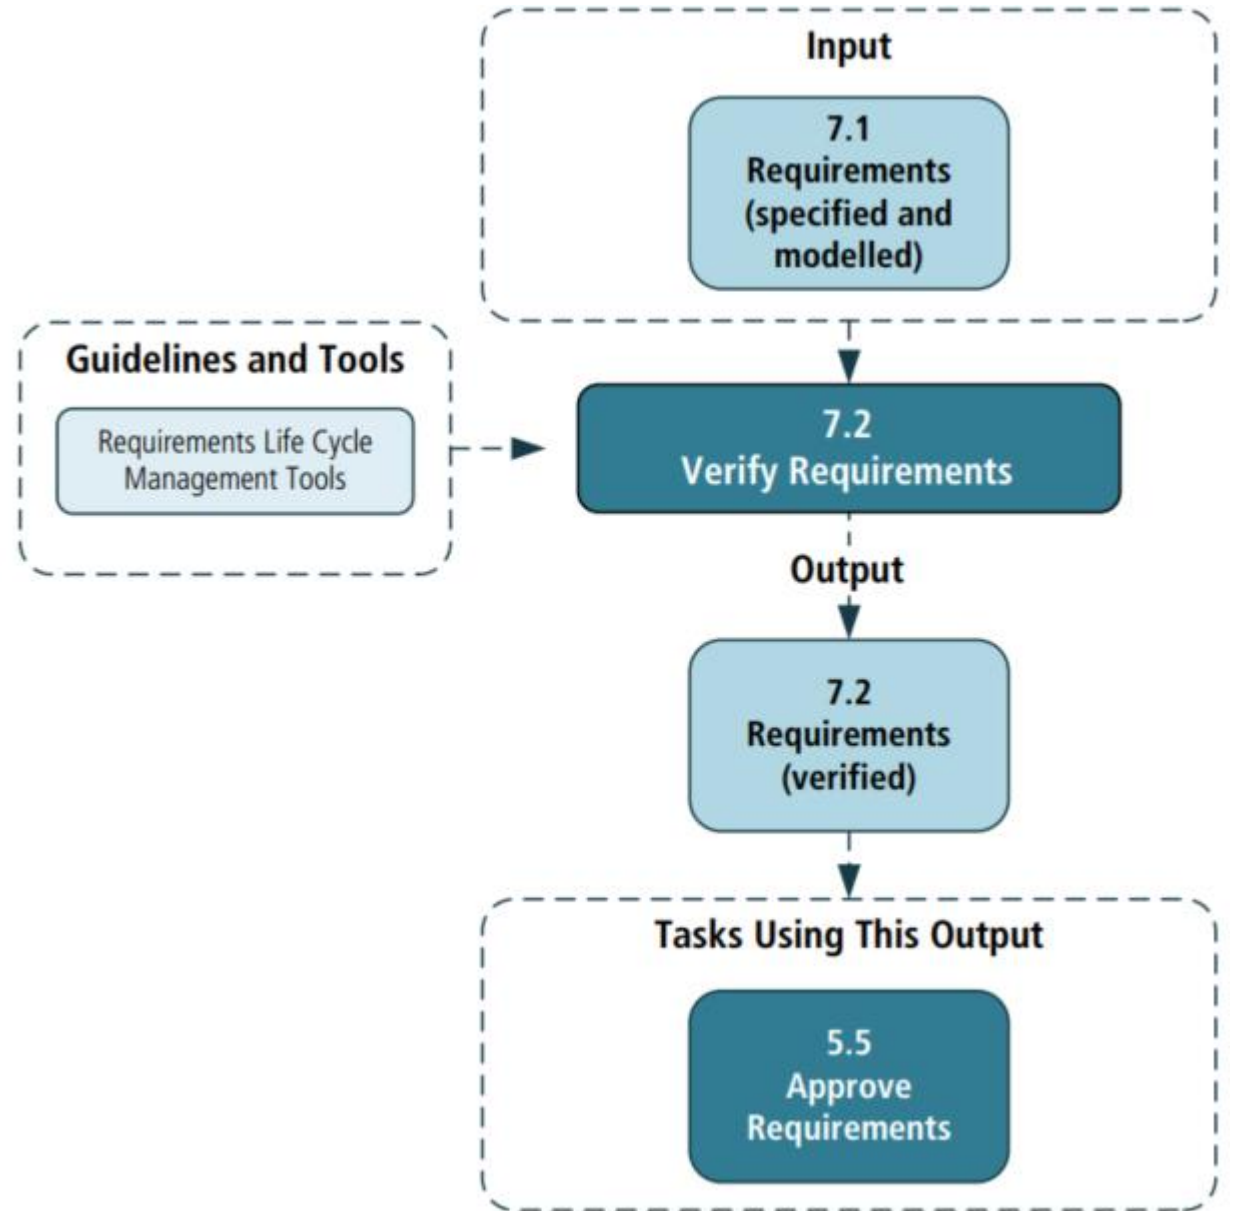 Input
7.1
Requirements
(specified and
modelled)
Guidelines and Tools
Requirements Life Cycle
Management Tools
7.2
Verify Requirements
Output
7.2
Requirements
(verified)
Tasks Using This Output
5.5
Approve
Requirements